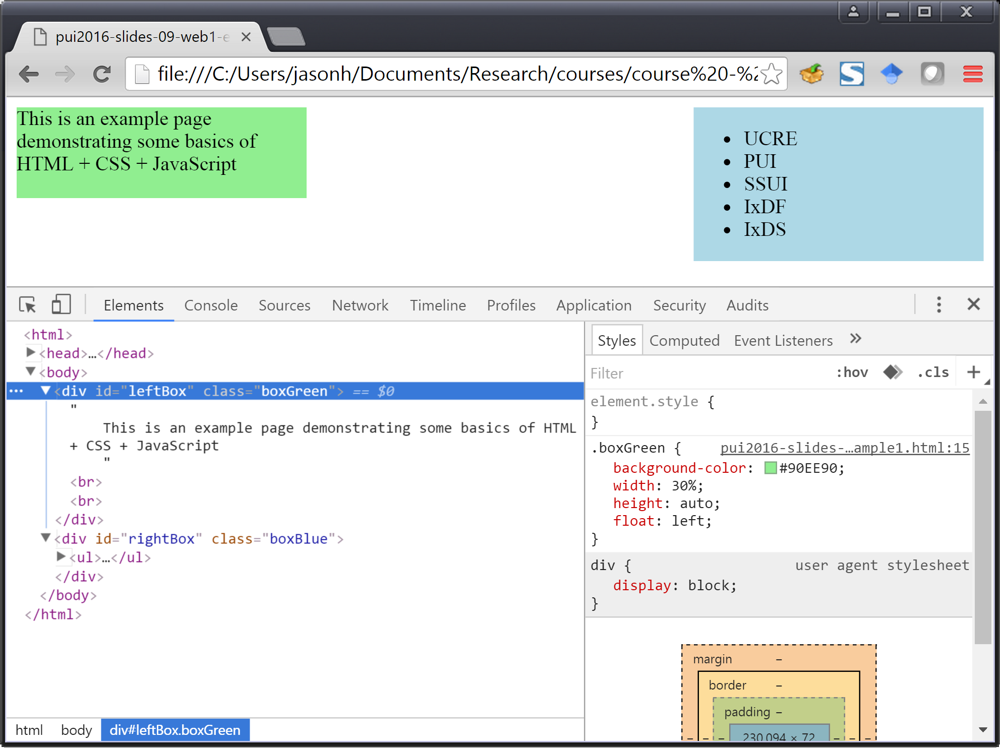 pui2016-slides-09-web1-e
file:///C:/Users/jasonh/Documents/Research/courses/course%20-%2
This is an example page
demonstrating some basics of
HTML + CSS + JavaScript
• UCRE
• PUI
• SSUI
• IxDF
• IxDS
Elements Console Sources Network Timeline Profiles Application Security Audits
<html>
<head>…</head>
<body>
<div id="leftBox" class="boxGreen"> == $0
"
This is an example page demonstrating some basics of HTML
+ CSS + JavaScript
"
<br>
<br>
</div>
<div id="rightBox" class="boxBlue">
<ul>…</ul>
</div>
</body>
</html>
html body div#leftBox.boxGreen
Styles Computed Event Listeners »
Filter :hov .cls +
element.style {
}
.boxGreen { pui2016-slides-…ample1.html:15
background-color: #90EE90;
width: 30%;
height: auto;
float: left;
}
div { user agent stylesheet
display: block;
}
margin –
border –
padding –
– – – 230.094 × 72 – – –